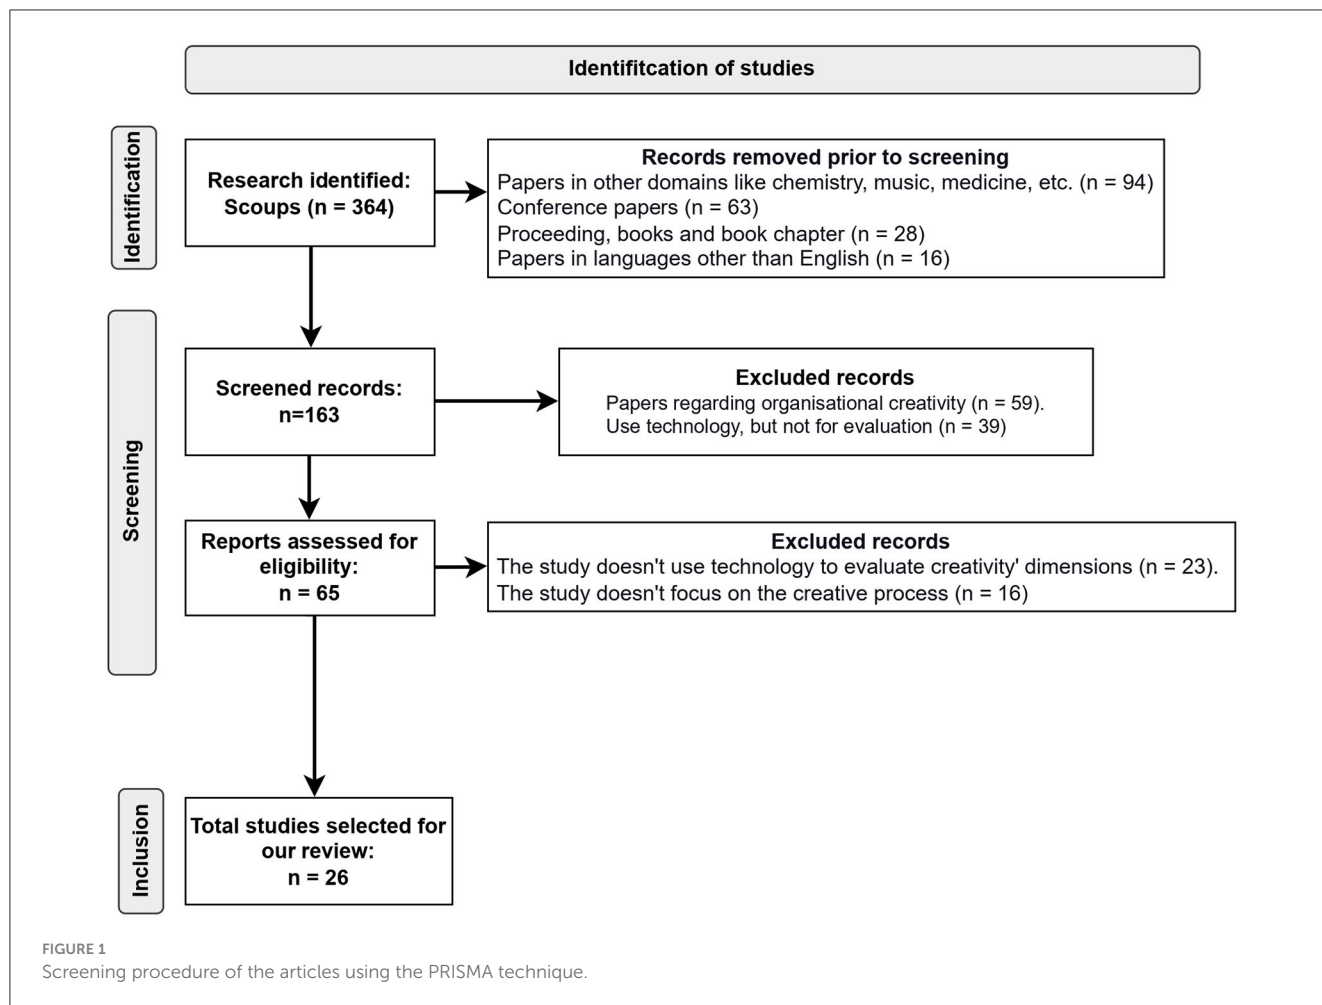 Identifitcation of studies
Identification
Research identified:
Scoups (n = 364)
Records removed prior to screening
Papers in other domains like chemistry, music, medicine, etc. (n = 94)
Conference papers (n = 63)
Proceeding, books and book chapter (n = 28)
Papers in languages other than English (n = 16)
Screening
Screened records:
n=163
Excluded records
Papers regarding organisational creativity (n = 59).
Use technology, but not for evaluation (n = 39)
Reports assessed for
eligibility:
n = 65
Excluded records
The study doesn't use technology to evaluate creativity' dimensions (n = 23).
The study doesn't focus on the creative process (n = 16)
Inclusion
Total studies selected for
our review:
n = 26
FIGURE 1
Screening procedure of the articles using the PRISMA technique.